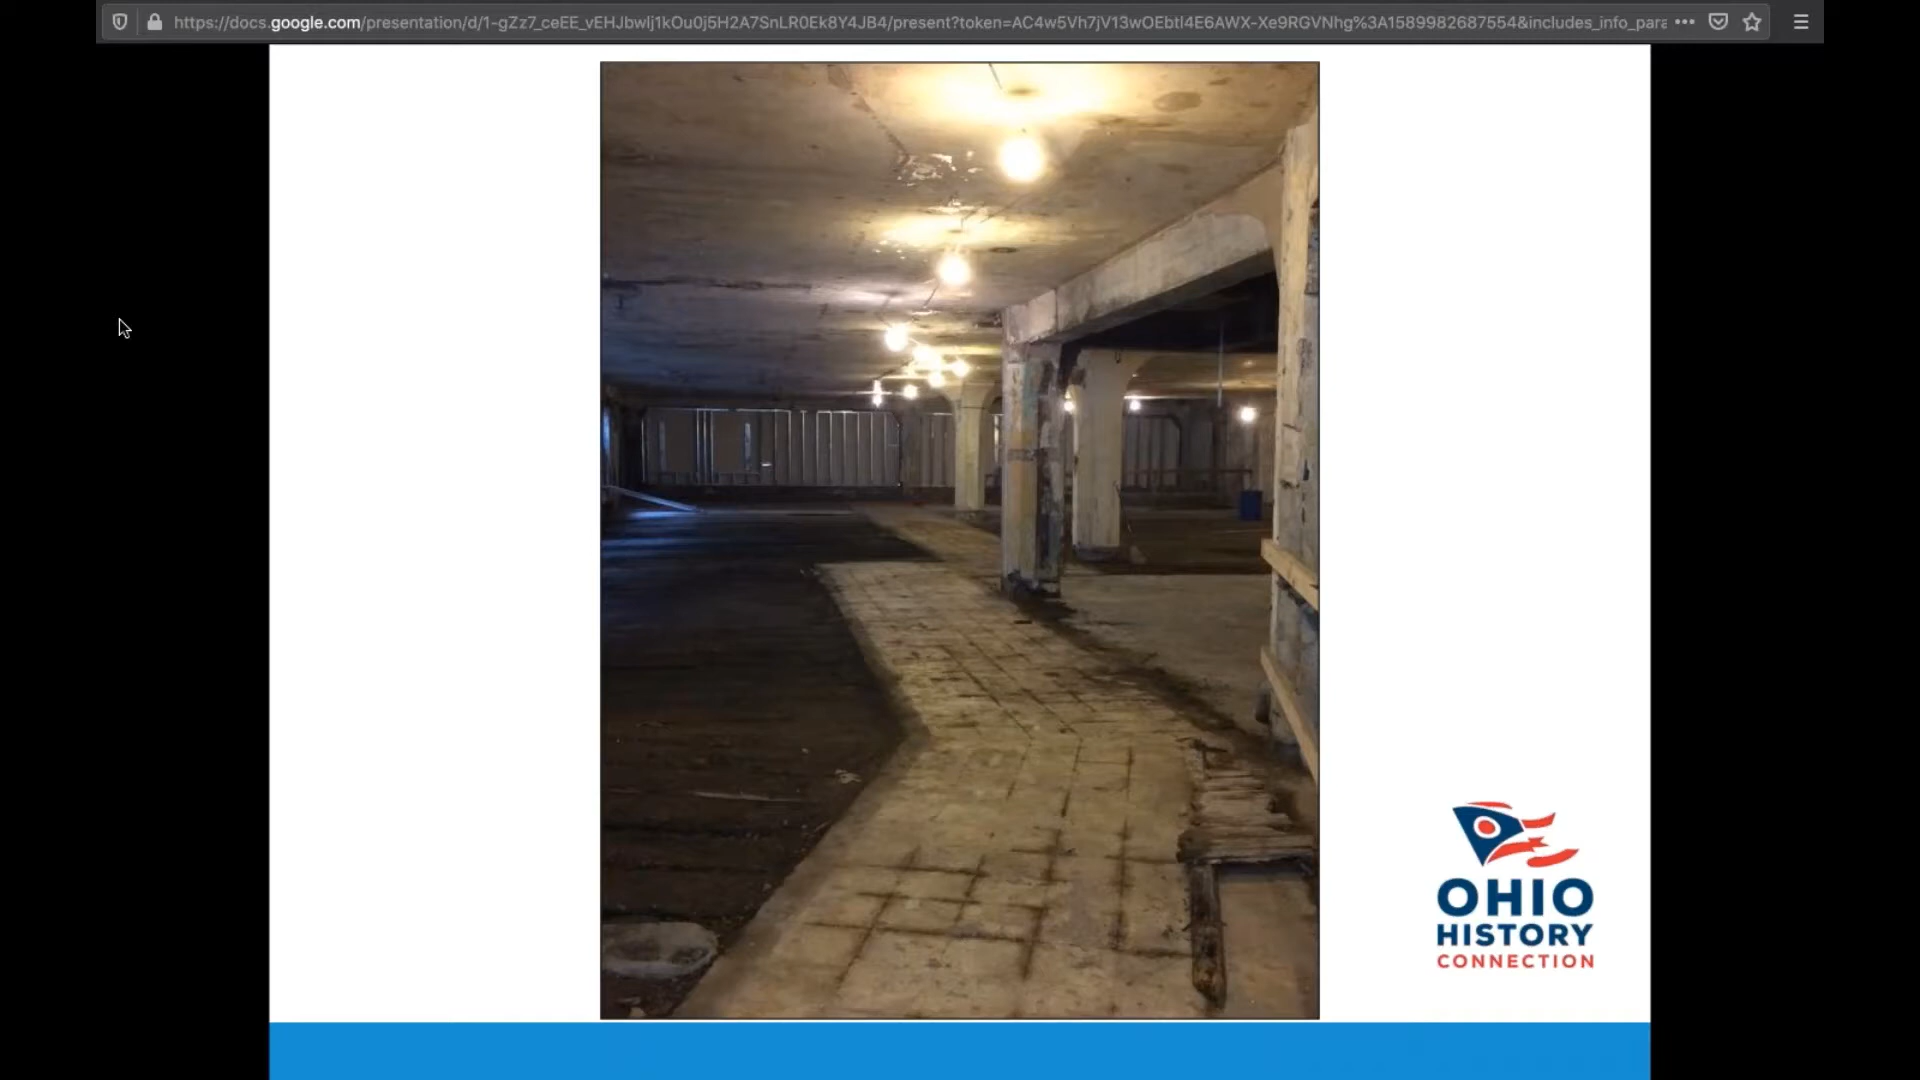 https://docs.google.com/presentation/d/1-gZz7_ceEE_vEHJbwlj1kOu0j5H2A7SnLR0Ek8Y4JB4/present?token=AC4w5Vh7jV13wOEbtl4E6AWX-Xe9RGVNhg%3A1589982687554&includes_info_para
OHIO
HISTORY
CONNECTION